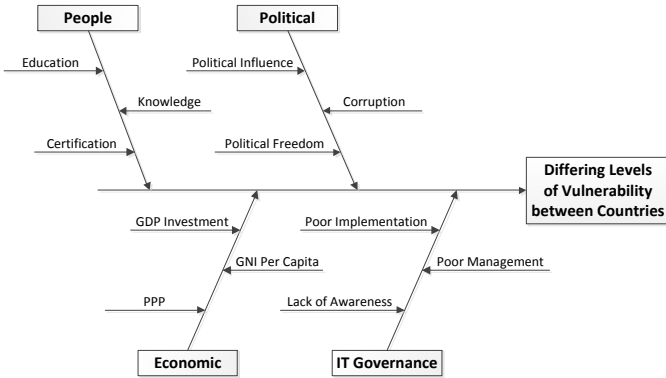 People
Political
Education
Political Influence
Knowledge
Corruption
Certification
Political Freedom
Differing Levels
of Vulnerability
between Countries
GDP Investment
Poor Implementation
GNI Per Capita
Poor Management
PPP
Lack of Awareness
Economic
IT Governance